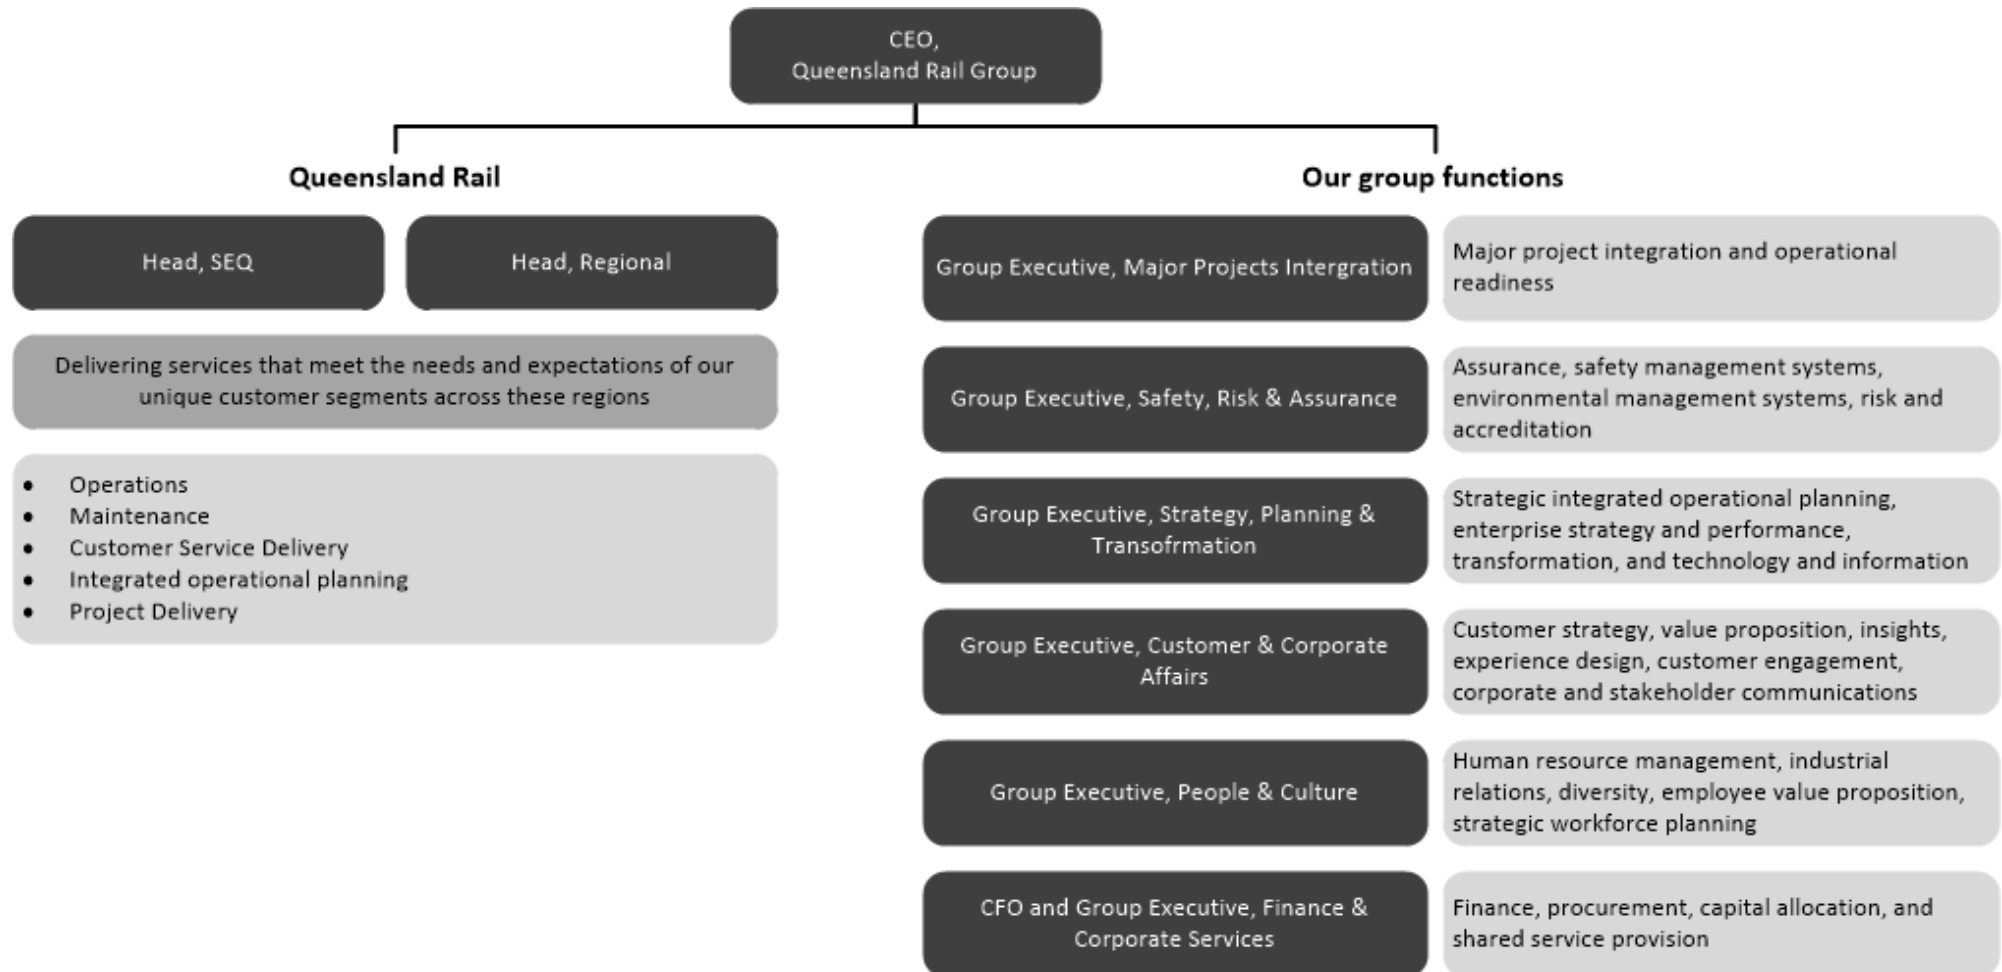 CEO,
Queensland Rail Group
Queensland Rail
Head, SEQ
Head, Regional
Delivering services that meet the needs and expectations of our
unique customer segments across these regions
• Operations
• Maintenance
• Customer Service Delivery
• Integrated operational planning
• Project Delivery
Our group functions
Group Executive, Major Projects Intergration
Major project integration and operational
readiness
Group Executive, Safety, Risk & Assurance
Assurance, safety management systems,
environmental management systems, risk and
accreditation
Group Executive, Strategy, Planning &
Transofrmation
Strategic integrated operational planning,
enterprise strategy and performance,
transformation, and technology and information
Group Executive, Customer & Corporate
Affairs
Customer strategy, value proposition, insights,
experience design, customer engagement,
corporate and stakeholder communications
Group Executive, People & Culture
Human resource management, industrial
relations, diversity, employee value proposition,
strategic workforce planning
CFO and Group Executive, Finance &
Corporate Services
Finance, procurement, capital allocation, and
shared service provision